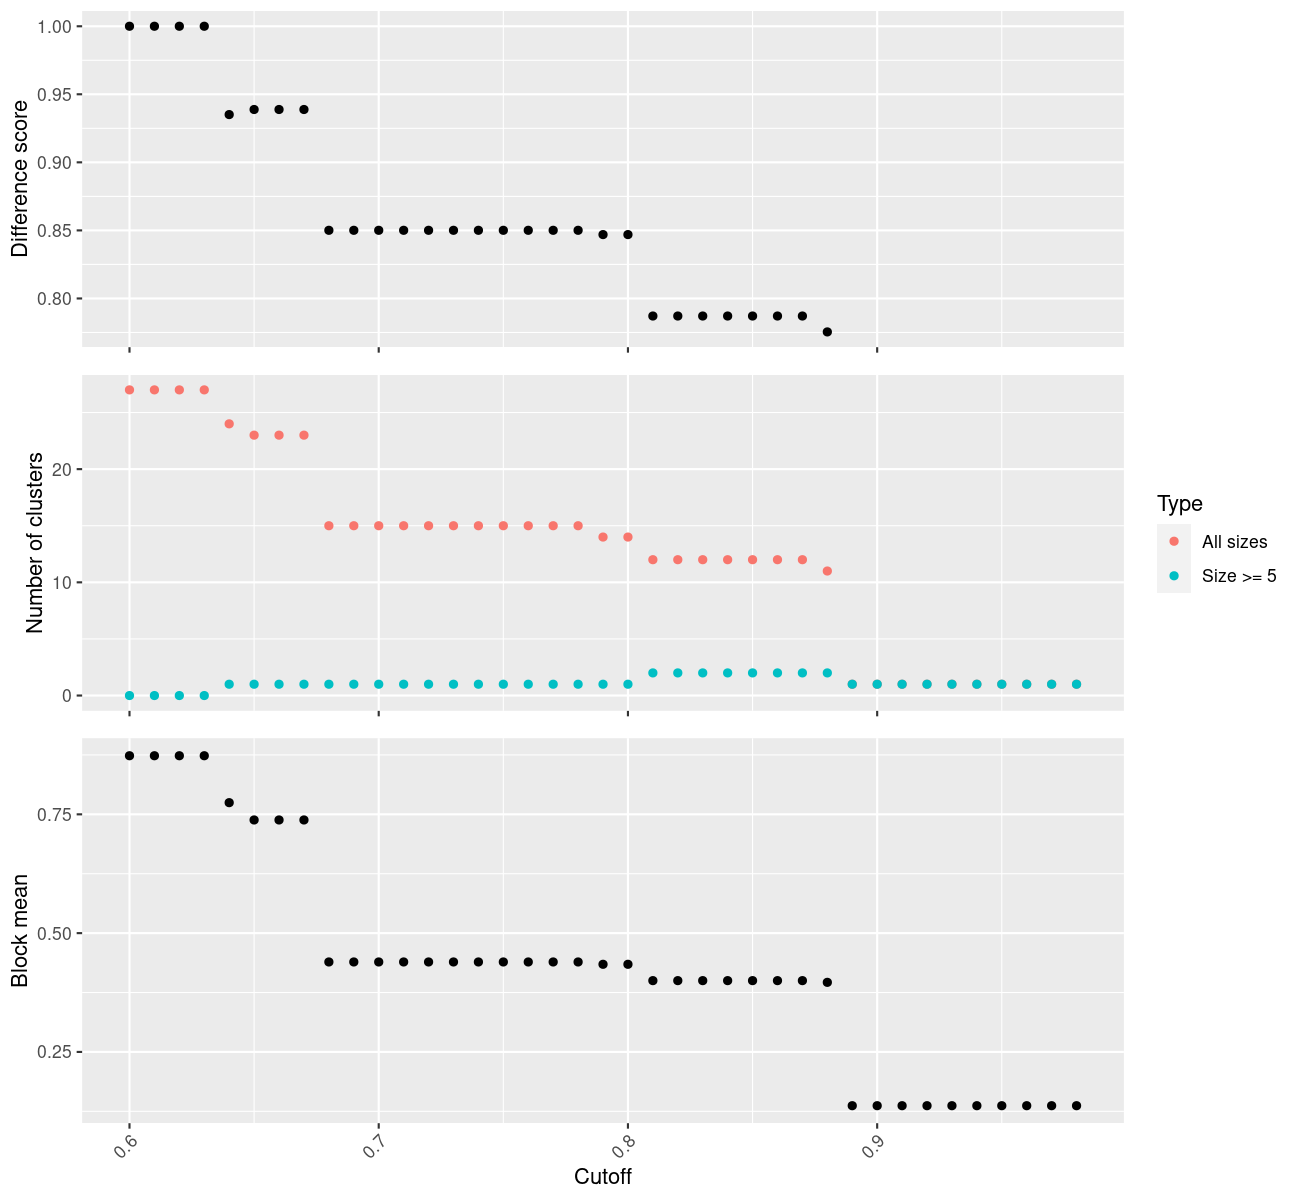 Difference score
1.00
0.95
0.90
0.85
0.80
Number of clusters
20
10
0
Type
All sizes
Size >= 5
Block mean
0.75
0.50
0.25
0.6
0.7
0.8
0.9
Cutoff